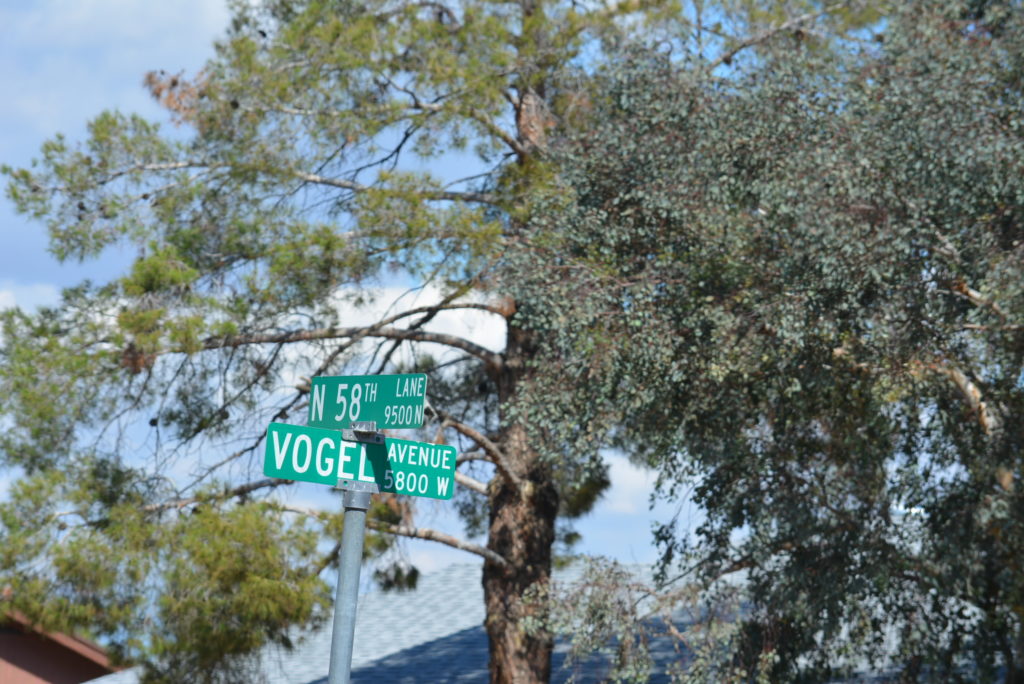 N 58TH LANE
9500 N
VOGEL AVENUE
5800 W